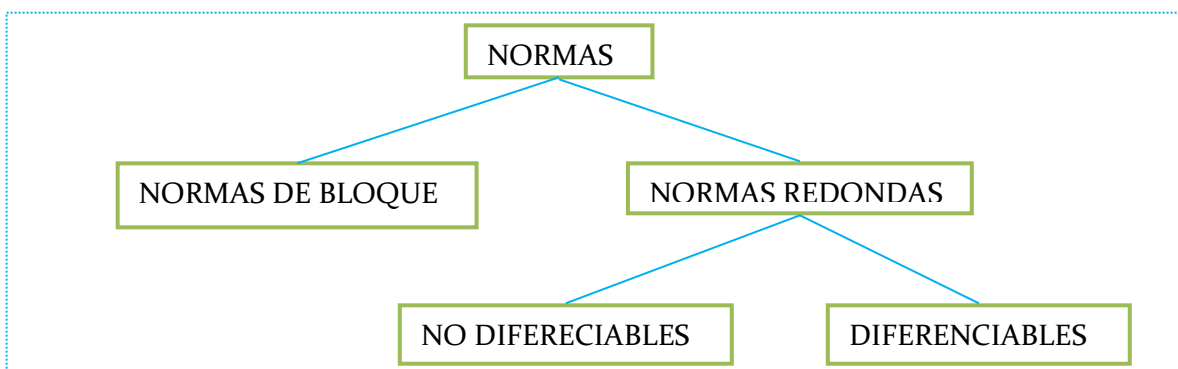 NORMAS
NORMAS DE BLOQUE
NORMAS REDONDAS
NO DIFERECIABLES
DIFERENCIABLES